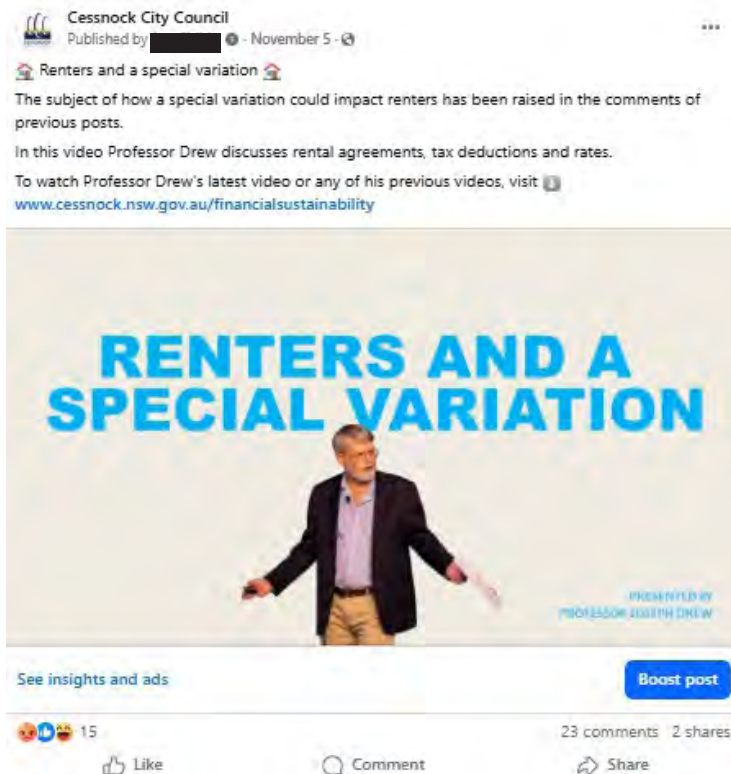 Cessnock City Council
Published by
November 5
Renters and a special variation
The subject of how a special variation could impact renters has been raised in the comments of
previous posts.
In this video Professor Drew discusses rental agreements, tax deductions and rates.
To watch Professor Drew's latest video or any of his previous videos, visit
www.cessnock.nsw.gov.au/financialsustainability
RENTERS AND A
SPECIAL VARIATION
PRESENTED BY
PROFESSOR JOSEPH DREW
See insights and ads
Boost post
15
23 comments 2 shares
Like
Comment
Share